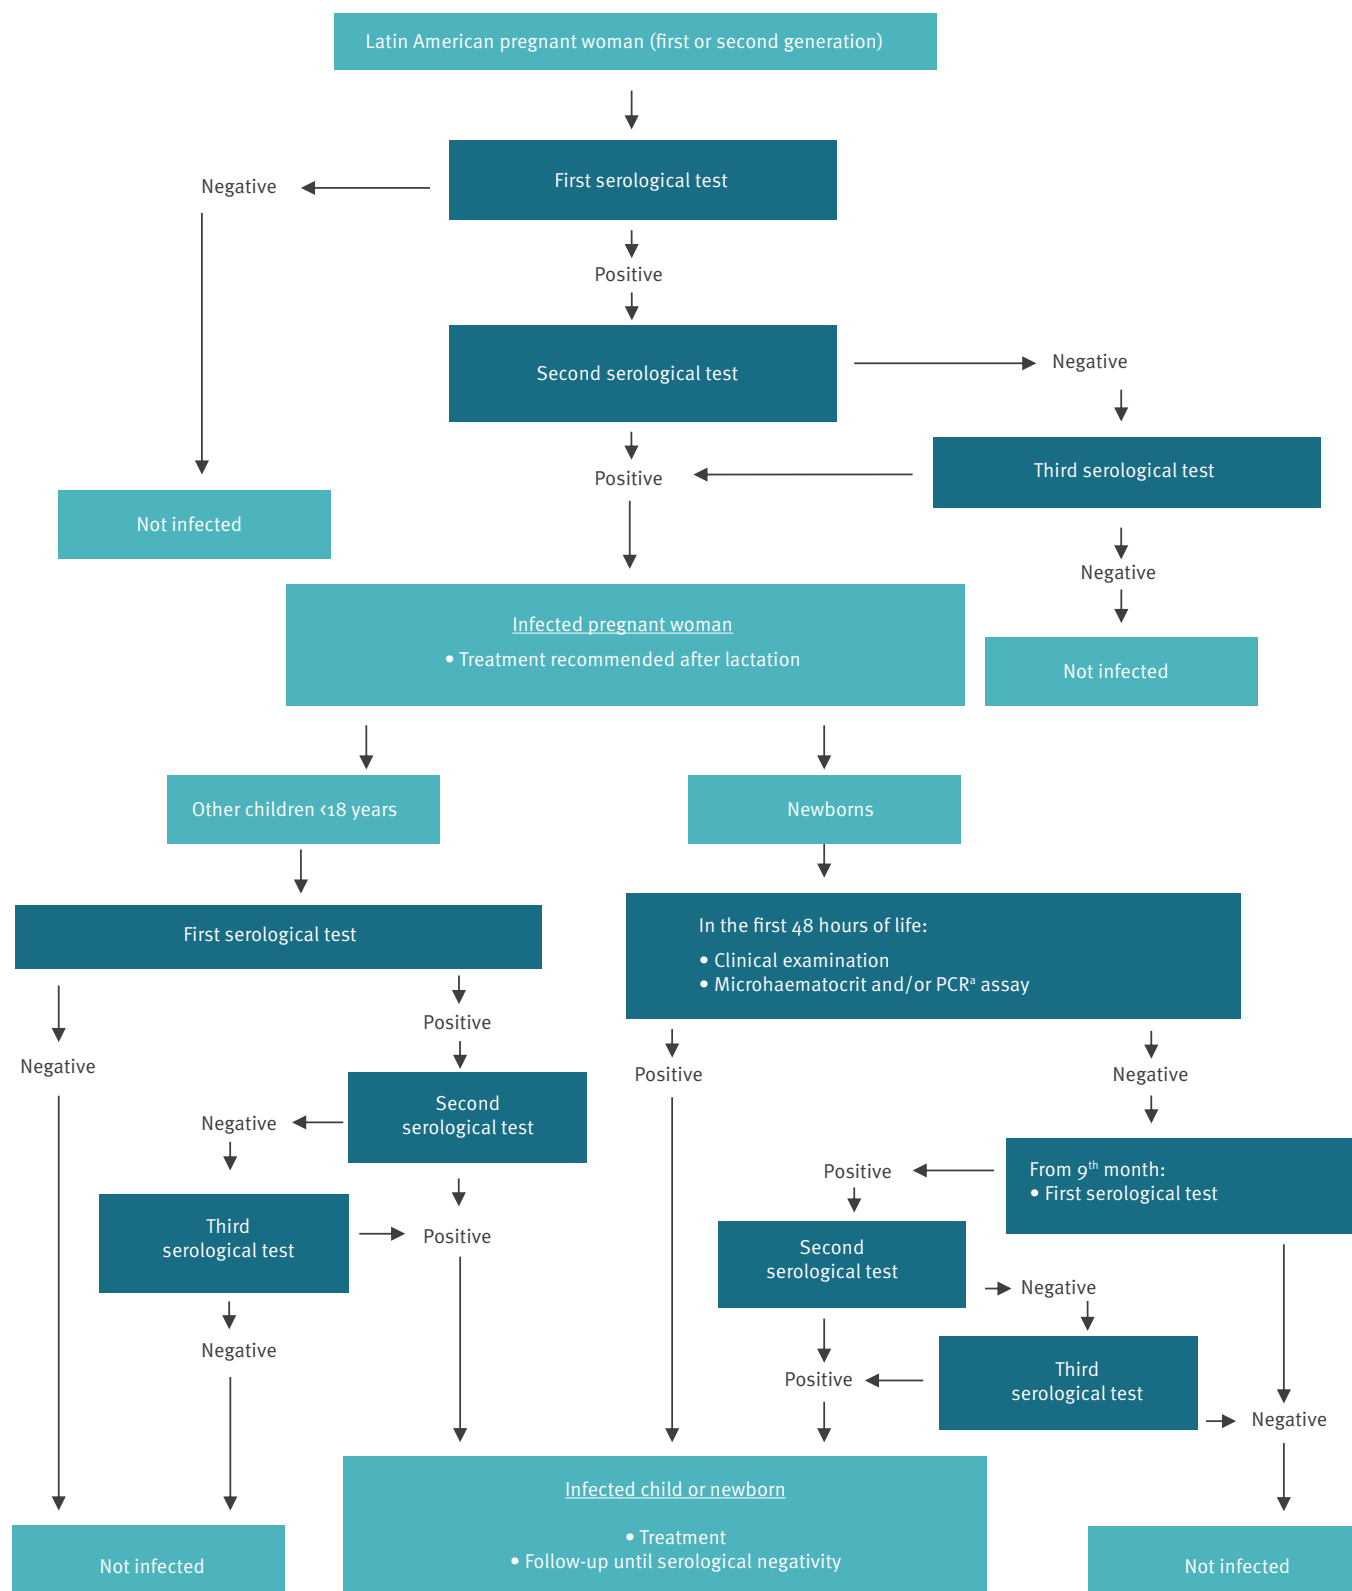 Latin American pregnant woman (first or second generation)
First serological test
Negative
Positive
Second serological test
Negative
Positive
Third serological test
Not infected
Negative
Infected pregnant woman
• Treatment recommended after lactation
Not infected
Other children <18 years
Newborns
First serological test
In the first 48 hours of life:
• Clinical examination
• Microhaematocrit and/or PCRᵃ assay
Positive
Negative
Positive
Negative
Second
serological test
Negative
From 9ᵗʰ month:
• First serological test
Positive
Third
serological test
Positive
Second
serological test
Negative
Negative
Positive
Third
serological test
Negative
Infected child or newborn
• Treatment
• Follow-up until serological negativity
Not infected
Not infected